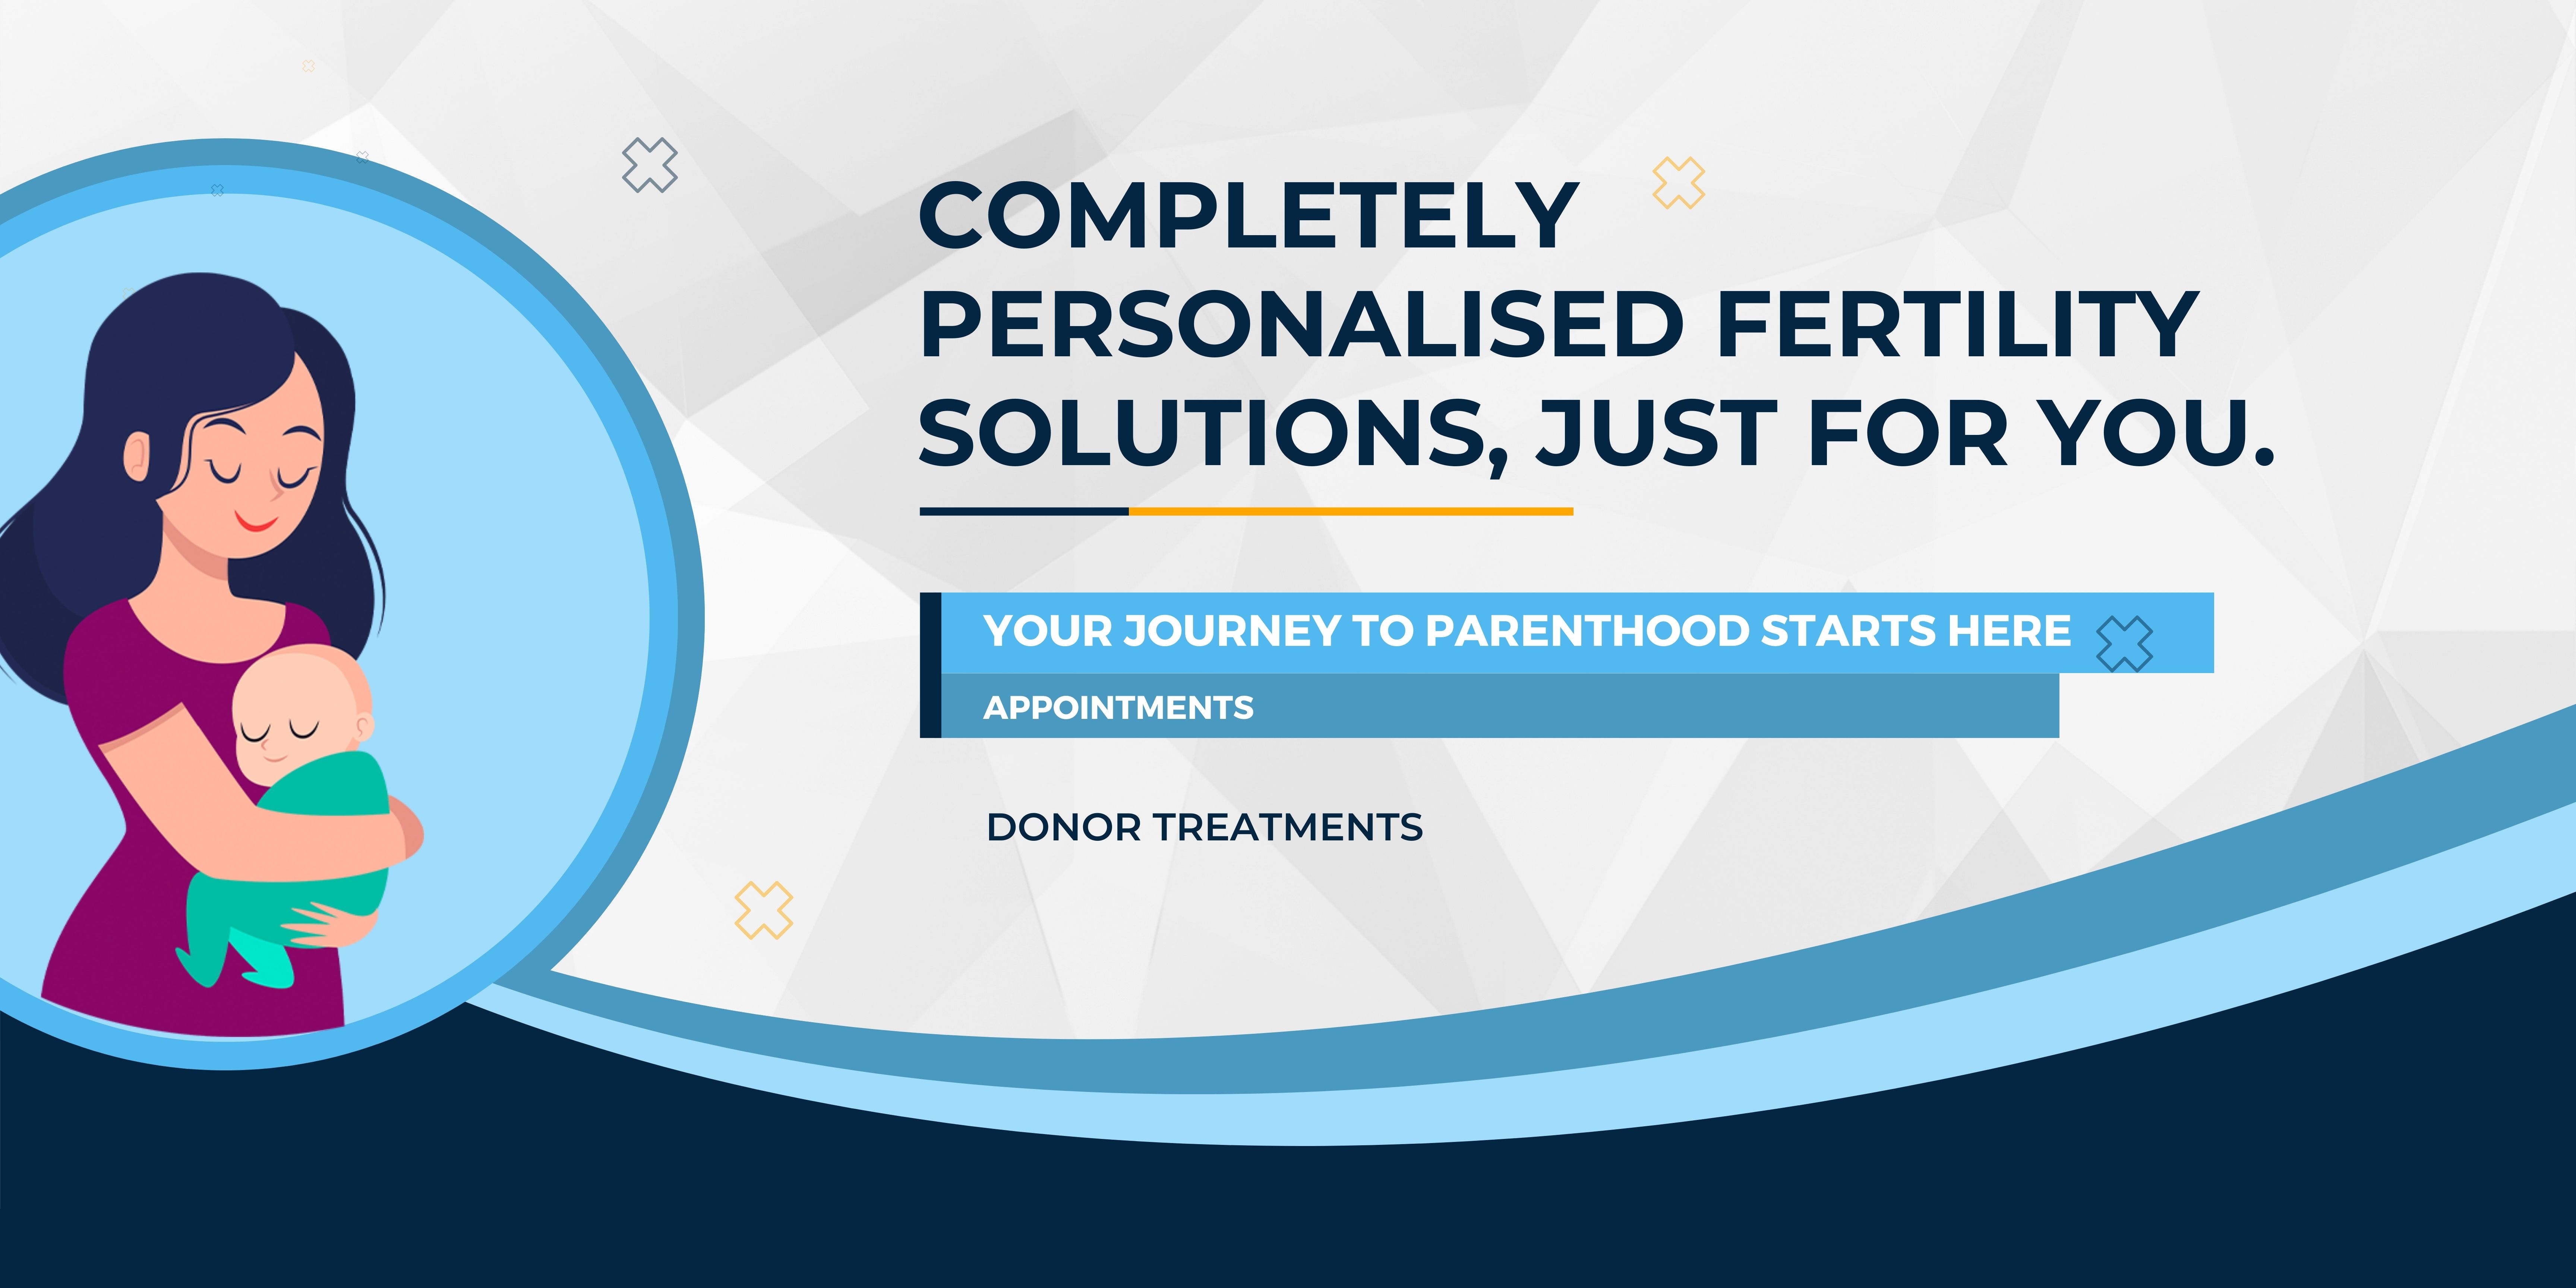 COMPLETELY
PERSONALISED FERTILITY
SOLUTIONS, JUST FOR YOU.
YOUR JOURNEY TO PARENTHOOD STARTS HERE
APPOINTMENTS
DONOR TREATMENTS